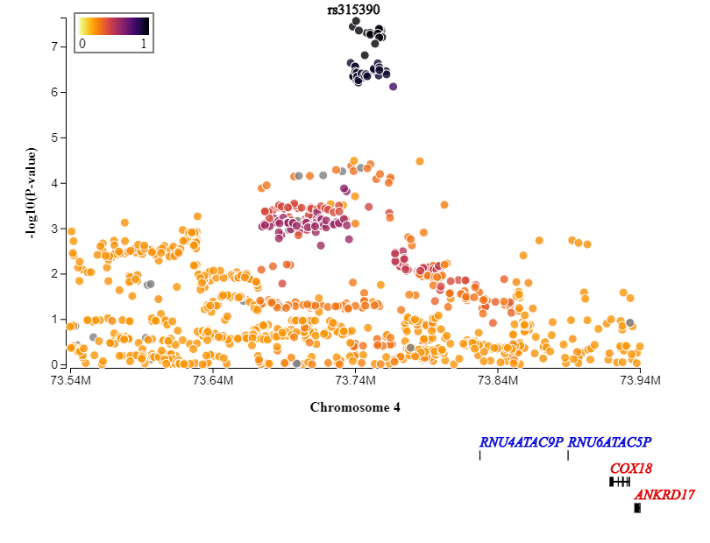 rs315390
0 1
7
6
5
4
3
2
1
0
-log10(P-value)
73.54M 73.64M 73.74M 73.84M 73.94M
Chromosome 4
RNU4ATAC9P RNU6ATAC5P
COX18
ANKRD17